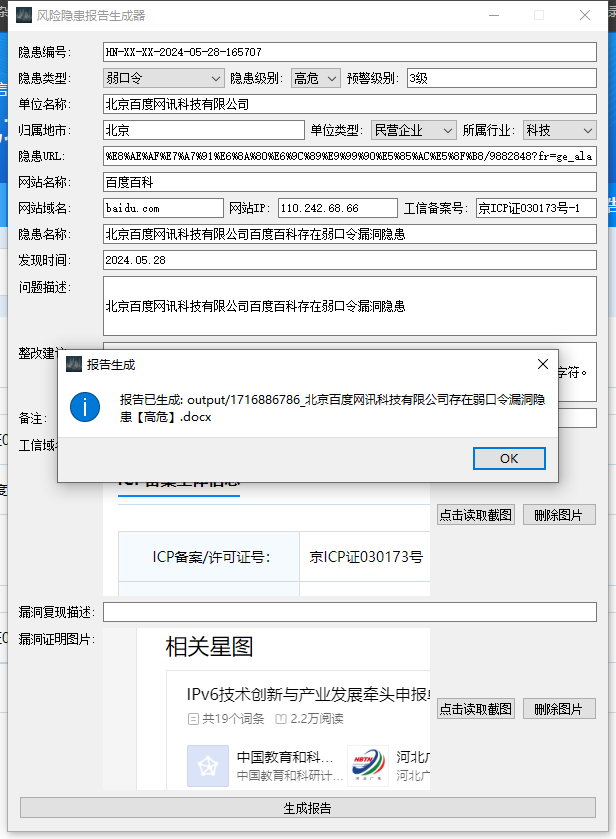 风险隐患报告生成器
隐患编号: HN-XX-XX-2024-05-28-165707
隐患类型: 弱口令 隐患级别: 高危 预警级别: 3级
单位名称: 北京百度网讯科技有限公司
归属地市: 北京 单位类型: 民营企业 所属行业: 科技
隐患URL: %E8%AE%AF%E7%A7%91%E6%8A%80%E6%9C%89%E9%99%90%E5%85%AC%E5%8F%B8/9882848?fr=ge_ala
网站名称: 百度百科
网站域名: baidu.com 网站IP: 110.242.68.66 工信备案号: 京ICP证030173号-1
隐患名称: 北京百度网讯科技有限公司百度百科存在弱口令漏洞隐患
发现时间: 2024.05.28
问题描述:
北京百度网讯科技有限公司百度百科存在弱口令漏洞隐患
整改建
字符。
报告生成
报告已生成: output/1716886786_北京百度网讯科技有限公司存在弱口令漏洞隐
患【高危】.docx
OK
备注:
工信域
点击读取截图 删除图片
ICP备案/许可证号: 京ICP证030173号
漏洞复现描述:
漏洞证明图片:
相关星图
IPv6技术创新与产业发展牵头申报
共19个词条 2.2万阅读
中国教育和科... 河北广
中国教育和科研计... 河北广
点击读取截图 删除图片
生成报告